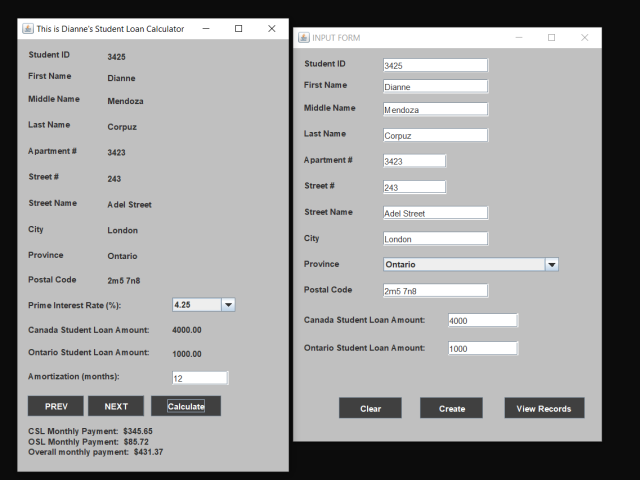 This is Dianne's Student Loan Calculator
Student ID 3425
First Name Dianne
Middle Name Mendoza
Last Name Corpuz
Apartment # 3423
Street # 243
Street Name Adel Street
City London
Province Ontario
Postal Code 2m5 7n8
Prime Interest Rate (%): 4.25
Canada Student Loan Amount: 4000.00
Ontario Student Loan Amount: 1000.00
Amortization (months): 12
PREV NEXT Calculate
CSL Monthly Payment: $345.65
OSL Monthly Payment: $85.72
Overall monthly payment: $431.37
INPUT FORM
Student ID 3425
First Name Dianne
Middle Name Mendoza
Last Name Corpuz
Apartment # 3423
Street # 243
Street Name Adel Street
City London
Province Ontario
Postal Code 2m5 7n8
Canada Student Loan Amount: 4000
Ontario Student Loan Amount: 1000
Clear Create View Records